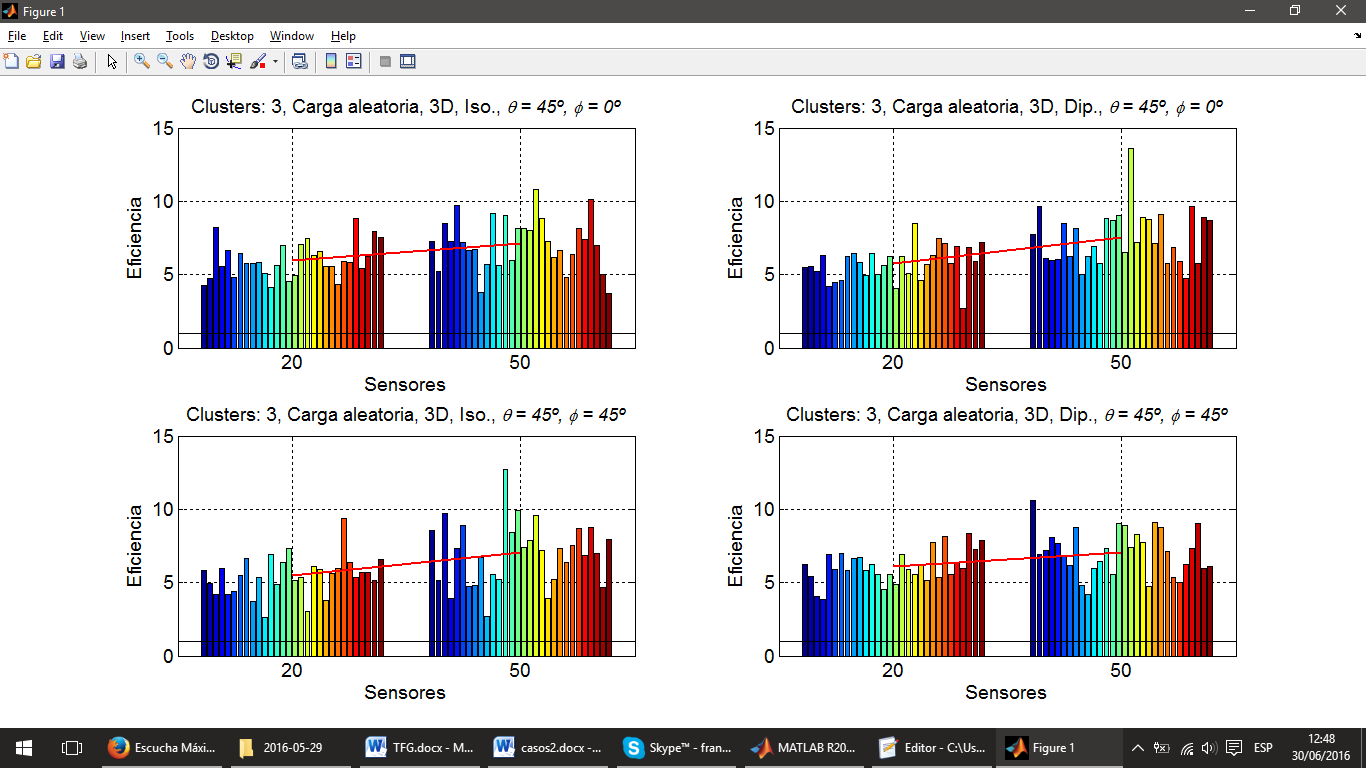 Figure 1
File Edit View Insert Tools Desktop Window Help
Clusters: 3, Carga aleatoria, 3D, Iso., θ = 45º, ϕ = 0º
15
10
5
0
Eficiencia
20 50
Sensores
Clusters: 3, Carga aleatoria, 3D, Dip., θ = 45º, ϕ = 0º
15
10
5
0
Eficiencia
20 50
Sensores
Clusters: 3, Carga aleatoria, 3D, Iso., θ = 45º, ϕ = 45º
15
10
5
0
Eficiencia
20 50
Sensores
Clusters: 3, Carga aleatoria, 3D, Dip., θ = 45º, ϕ = 45º
15
10
5
0
Eficiencia
20 50
Sensores
Escucha Máxi... 2016-05-29 TFG.docx - M... casos2.docx -... Skype™ - fran... MATLAB R20... Editor - C:\Us... Figure 1 ESP 12:48
30/06/2016